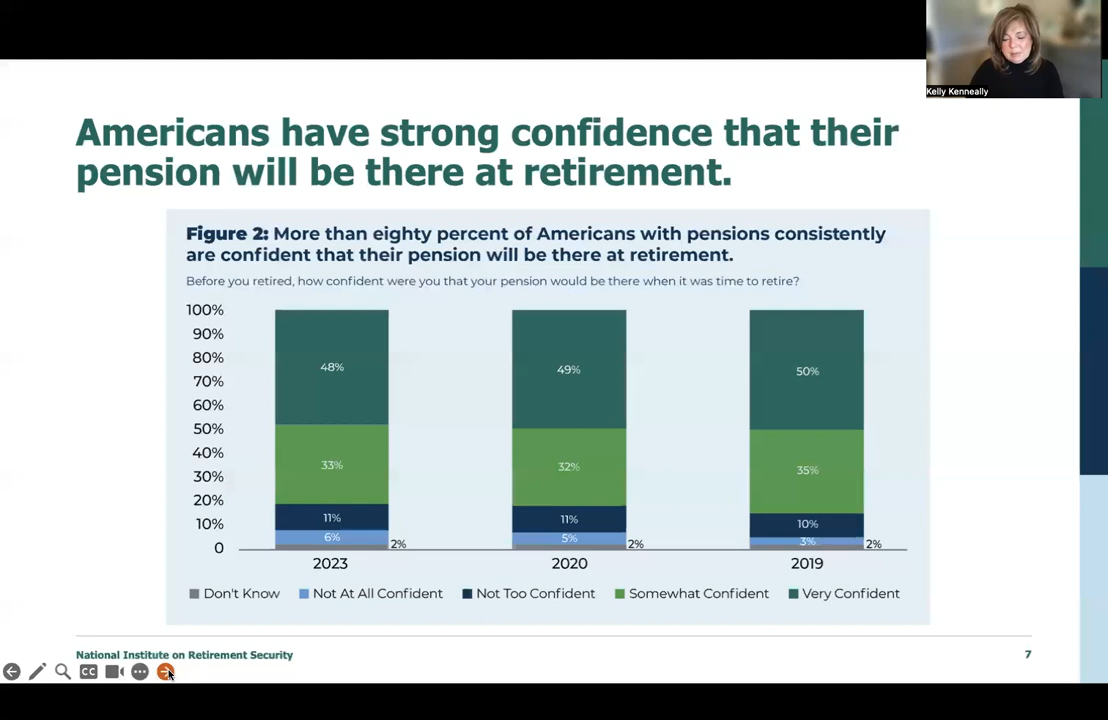 Kelly Kenneally
Americans have strong confidence that their
pension will be there at retirement.
Figure 2: More than eighty percent of Americans with pensions consistently
are confident that their pension will be there at retirement.
Before you retired, how confident were you that your pension would be there when it was time to retire?
100%
90%
80%
70%
60%
50%
40%
30%
20%
10%
0
48%
33%
11%
6%
2%
49%
32%
11%
5%
2%
50%
35%
10%
3%
2%
2023 2020 2019
Don't Know Not At All Confident Not Too Confident Somewhat Confident Very Confident
National Institute on Retirement Security 7
CC